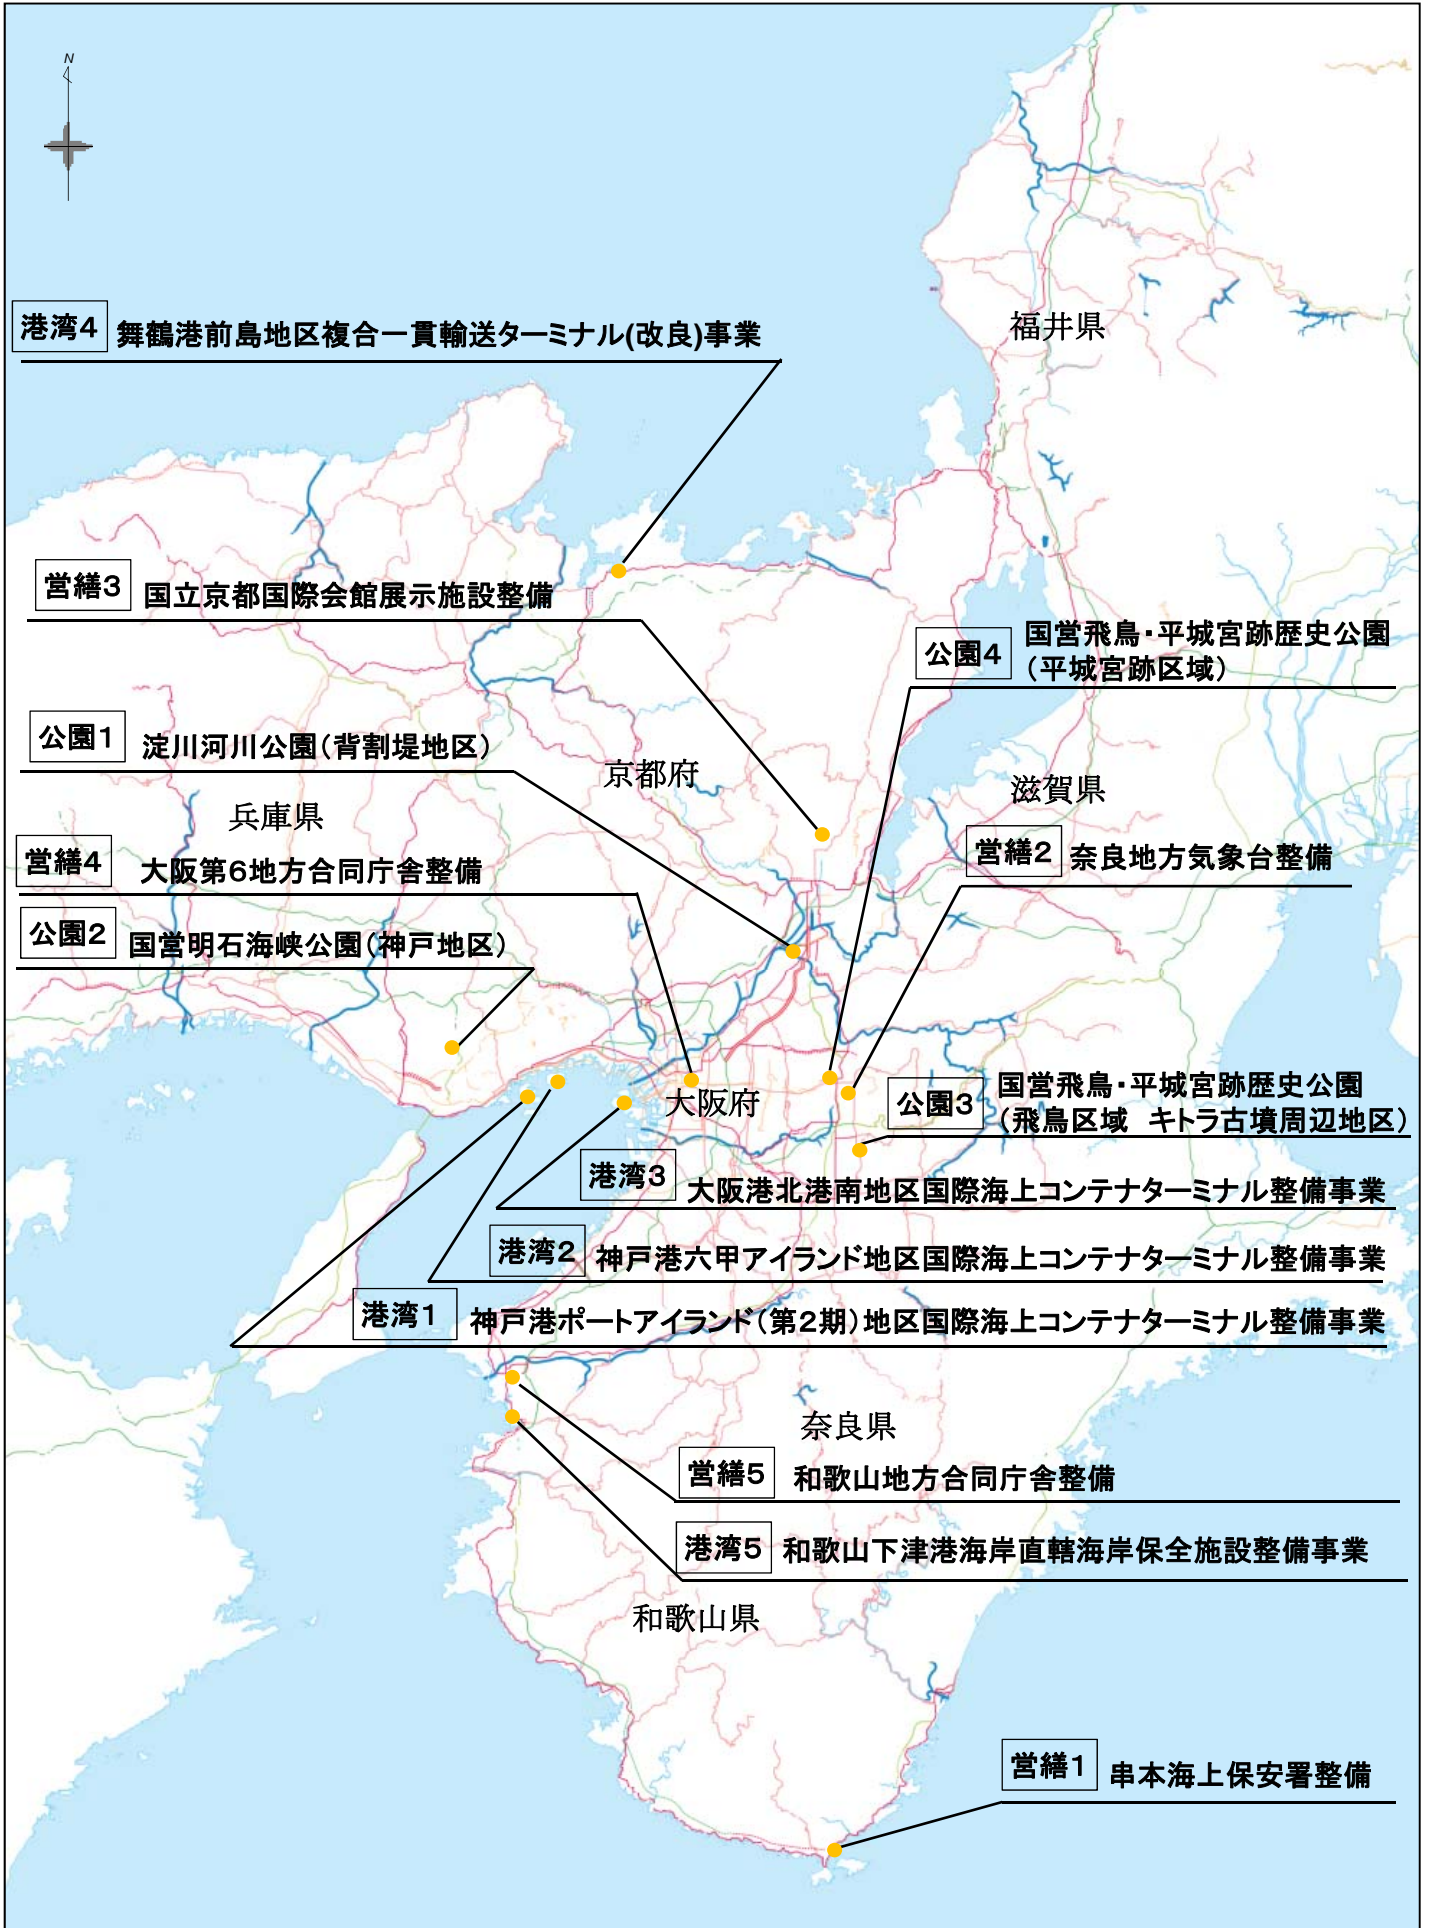 N
港湾4 舞鶴港前島地区複合一貫輸送ターミナル(改良)事業
福井県
営繕3 国立京都国際会館展示施設整備
公園4 国営飛鳥・平城宮跡歴史公園
（平城宮跡区域）
公園1 淀川河川公園（背割堤地区）
京都府
滋賀県
兵庫県
営繕4 大阪第６地方合同庁舎整備
営繕2 奈良地方気象台整備
公園2 国営明石海峡公園（神戸地区）
大阪府
公園3 国営飛鳥・平城宮跡歴史公園
（飛鳥区域　キトラ古墳周辺地区）
港湾3 大阪港北港南地区国際海上コンテナターミナル整備事業
港湾2 神戸港六甲アイランド地区国際海上コンテナターミナル整備事業
港湾1 神戸港ポートアイランド（第２期）地区国際海上コンテナターミナル整備事業
奈良県
営繕5 和歌山地方合同庁舎整備
港湾5 和歌山下津港海岸直轄海岸保全施設整備事業
和歌山県
営繕1 串本海上保安署整備